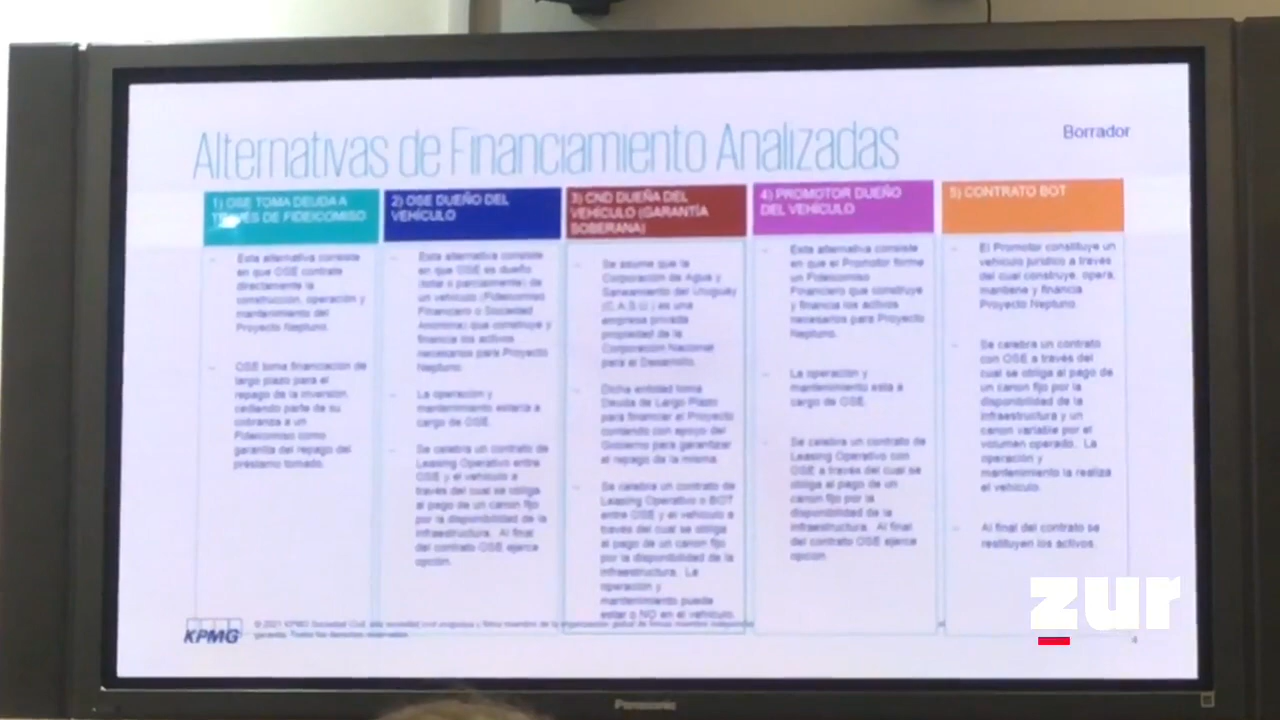 Alternativas de Financiamiento Analizadas
Borrador
1) OSE TOMA DEUDA A
TRAVÉS DE FIDEICOMISO
- Esta alternativa consiste
en que OSE contrate
directamente la
construcción, operación y
mantenimiento del
Proyecto Neptuno.
- OSE toma financiación de
largo plazo para el
repago de la inversión,
cediendo parte de su
cobranza a un
Fideicomiso como
garantía del repago del
préstamo tomado.
2) OSE DUEÑO DEL
VEHÍCULO
- Esta alternativa consiste
en que OSE es dueño
(total o parcialmente) de
un vehículo (Fideicomiso
Financiero o Sociedad
Anónima) que construye y
financia los activos
necesarios para Proyecto
Neptuno.
- La operación y
mantenimiento estaría a
cargo de OSE.
- Se celebra un contrato de
Leasing Operativo entre
OSE y el vehículo a
través del cual se obliga
al pago de un canon fijo
por la disponibilidad de la
infraestructura. Al final
del contrato OSE ejerce
opción.
3) CND DUEÑA DEL
VEHÍCULO (GARANTÍA
SOBERANA)
- Se asume que la
Corporación de Agua y
Saneamiento del Uruguay
(C.A.S.U.) es una
empresa privada
propiedad de la
Corporación Nacional
para el Desarrollo.
- Dicha entidad toma
Deuda de Largo Plazo
para financiar el Proyecto
contando con apoyo del
Gobierno para garantizar
el repago de la misma.
- Se celebra un contrato de
Leasing Operativo o BOT
entre OSE y el vehículo a
través del cual se obliga
al pago de un canon fijo
por la disponibilidad de la
infraestructura. La
operación y
mantenimiento puede
estar o NO en el vehículo.
4) PROMOTOR DUEÑO
DEL VEHÍCULO
- Esta alternativa consiste
en que el Promotor forme
un Fideicomiso
Financiero que construye
y financia los activos
necesarios para Proyecto
Neptuno.
- La operación y
mantenimiento esta a
cargo de OSE.
- Se celebra un contrato de
Leasing Operativo con
OSE a través del cual se
obliga al pago de un
canon fijo por la
disponibilidad de la
infraestructura. Al final
del contrato OSE ejerce
opción.
5) CONTRATO BOT
- El Promotor constituye un
vehículo jurídico a través
del cual construye, opera,
mantiene y financia
Proyecto Neptuno.
- Se celebra un contrato
con OSE a través del
cual se obliga al pago de
un canon fijo por la
disponibilidad de la
infraestructura y un
canon variable por el
volumen operado. La
operación y
mantenimiento la realiza
el vehículo.
- Al final del contrato se
restituyen los activos.
KPMG
© 2021 KPMG Sociedad Civil,
Todos los derechos reservados.
4
zur
Panasonic